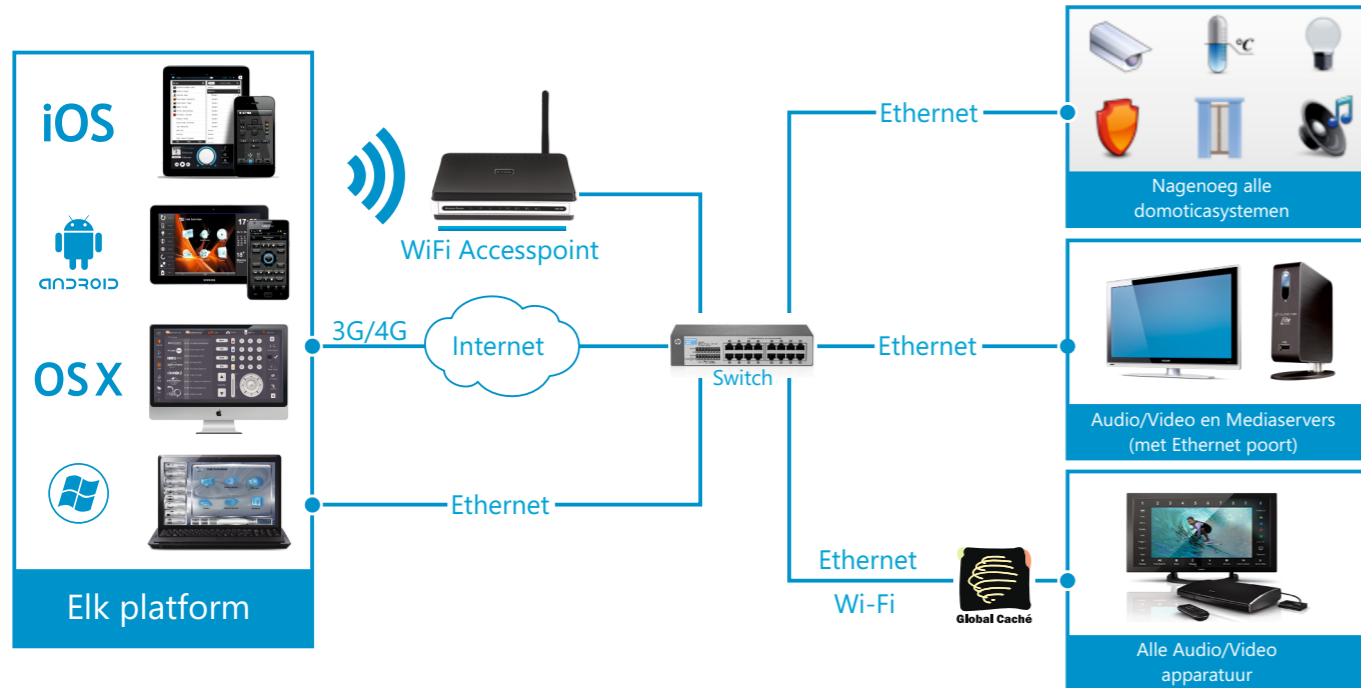 iOS
ANDROID
OS X
Elk platform
WiFi Accesspoint
3G/4G
Internet
Ethernet
Switch
Ethernet
Ethernet
Ethernet
Wi-Fi
Global Caché
°C
Nagenoeg alle
domoticasystemen
Audio/Video en Mediaservers
(met Ethernet poort)
Alle Audio/Video
apparatuur